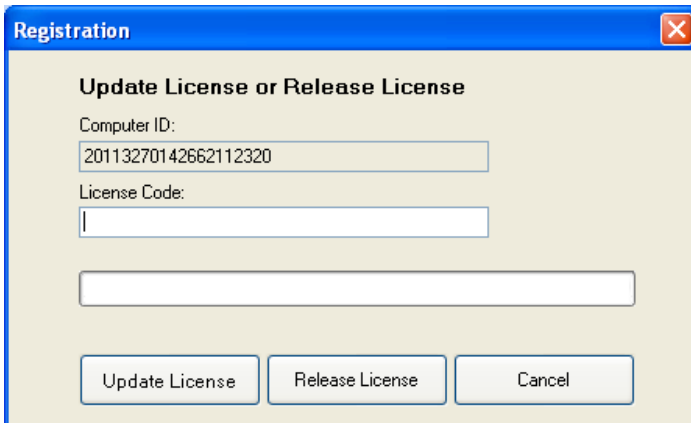 Registration
Update License or Release License
Computer ID:
20113270142662112320
License Code:
Update License Release License Cancel